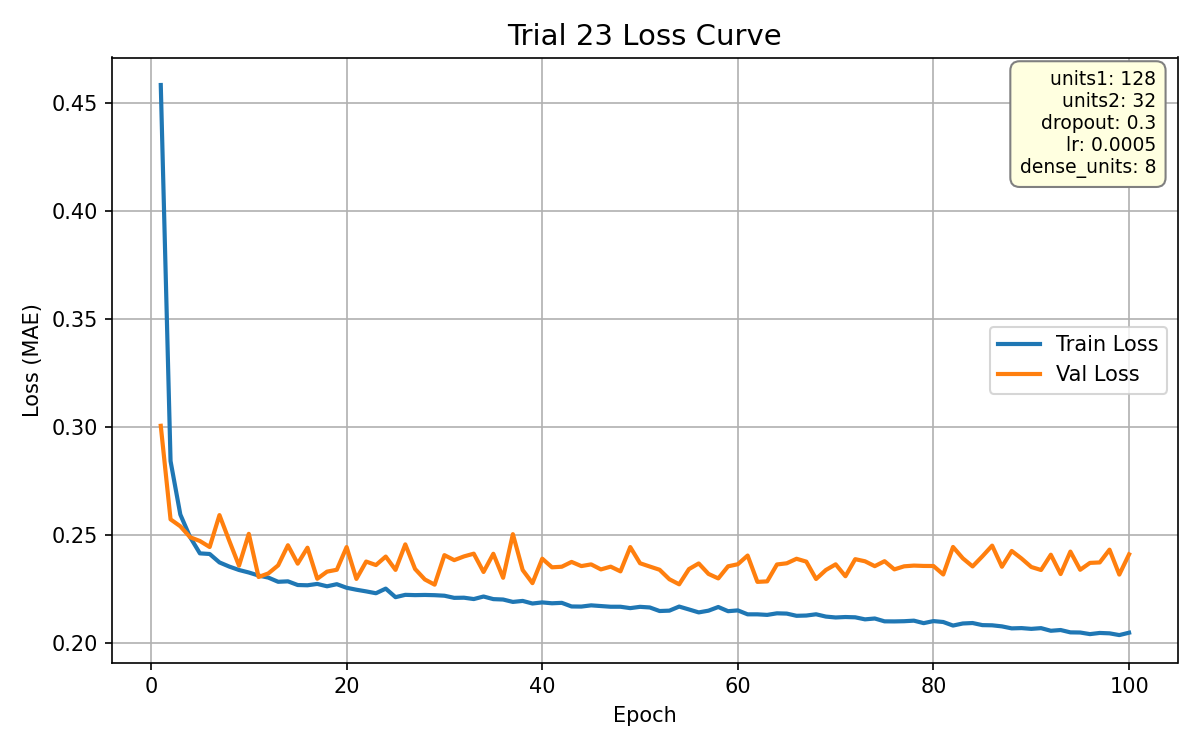 Trial 23 Loss Curve
units1: 128
units2: 32
dropout: 0.3
lr: 0.0005
dense_units: 8
Loss (MAE)
0.45
0.40
0.35
0.30
0.25
0.20
Train Loss
Val Loss
0
20
40
60
80
100
Epoch